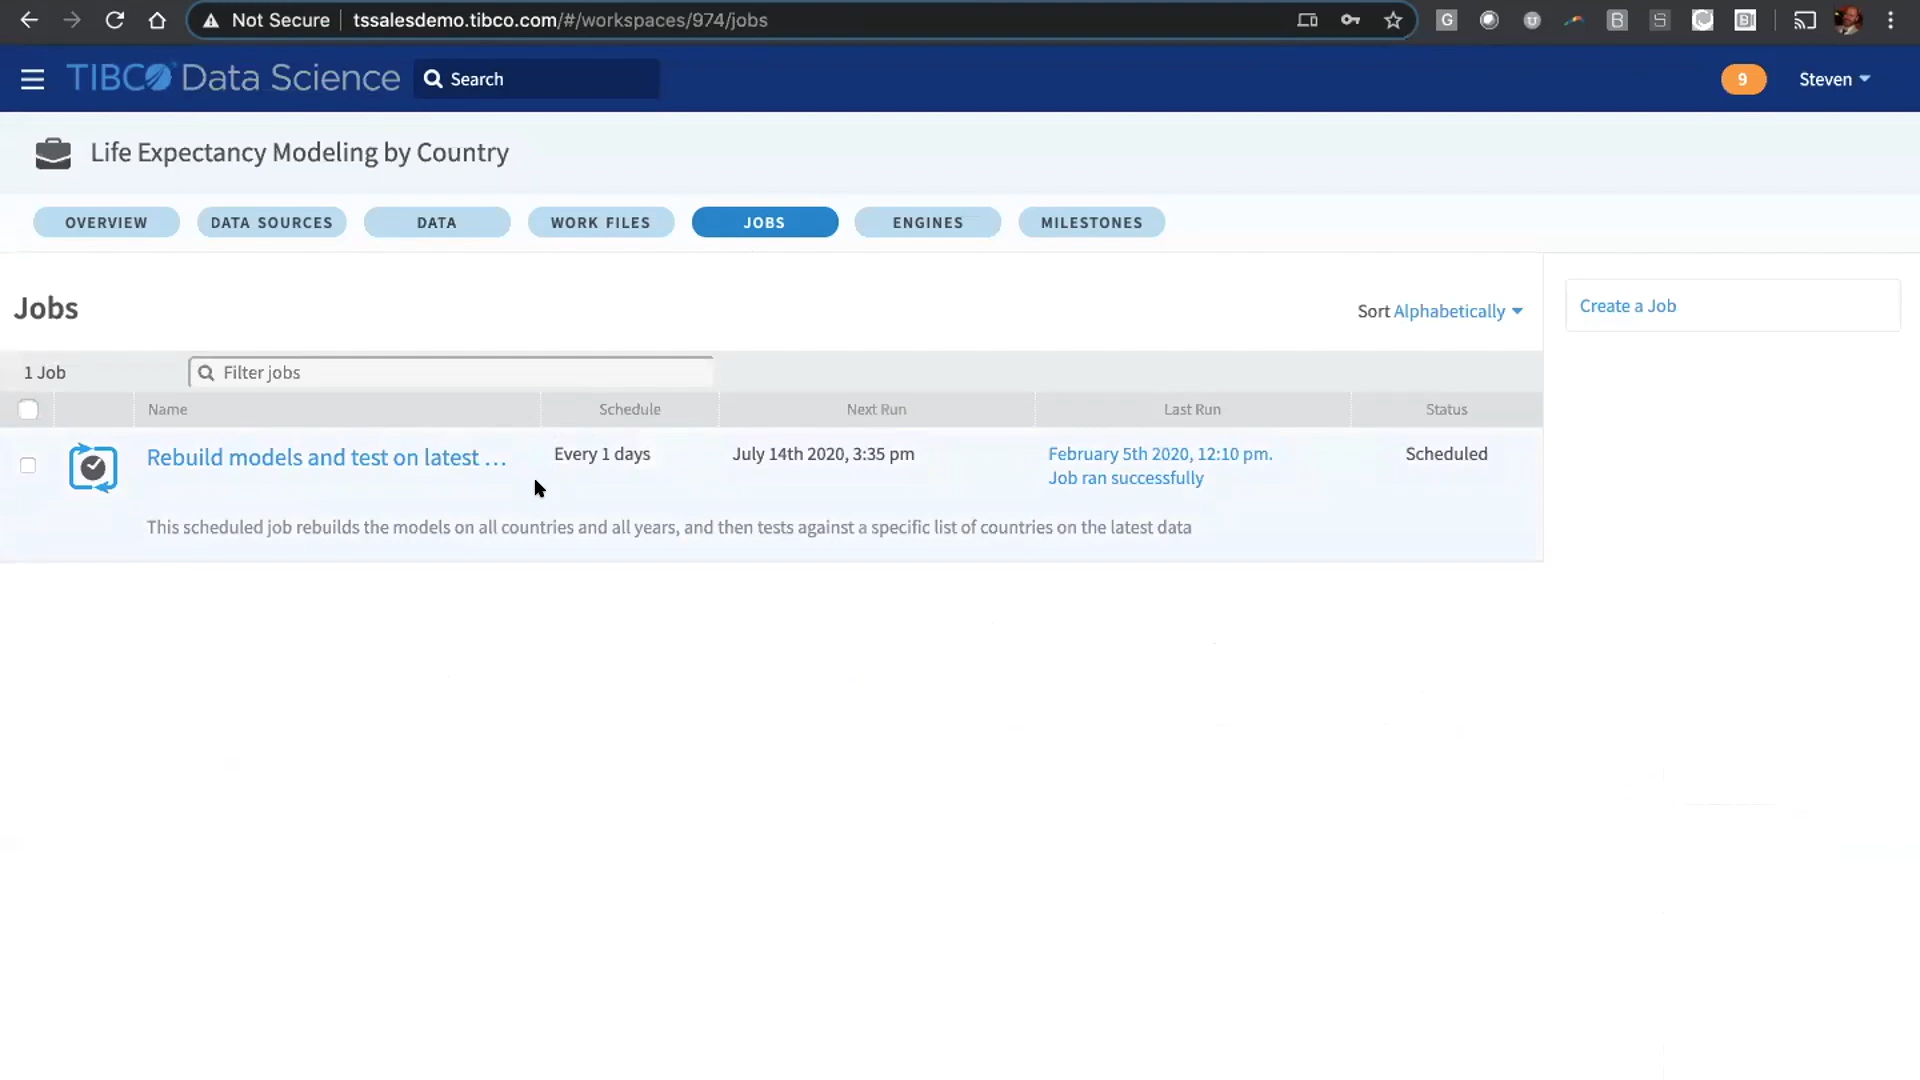 Not Secure
tssalesdemo.tibco.com/#/workspaces/974/jobs
G
B
S
B
TIBCO Data Science
Search
9
Steven
Life Expectancy Modeling by Country
OVERVIEW
DATA SOURCES
DATA
WORK FILES
JOBS
ENGINES
MILESTONES
Jobs
Sort Alphabetically
Create a Job
1 Job
Filter jobs
Name
Schedule
Next Run
Last Run
Status
Rebuild models and test on latest ...
Every 1 days
July 14th 2020, 3:35 pm
February 5th 2020, 12:10 pm.
Job ran successfully
Scheduled
This scheduled job rebuilds the models on all countries and all years, and then tests against a specific list of countries on the latest data